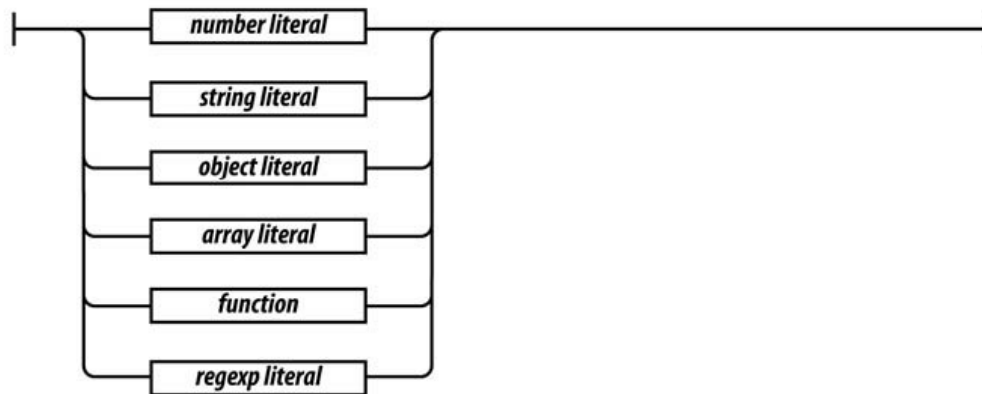 number literal
string literal
object literal
array literal
function
regexp literal